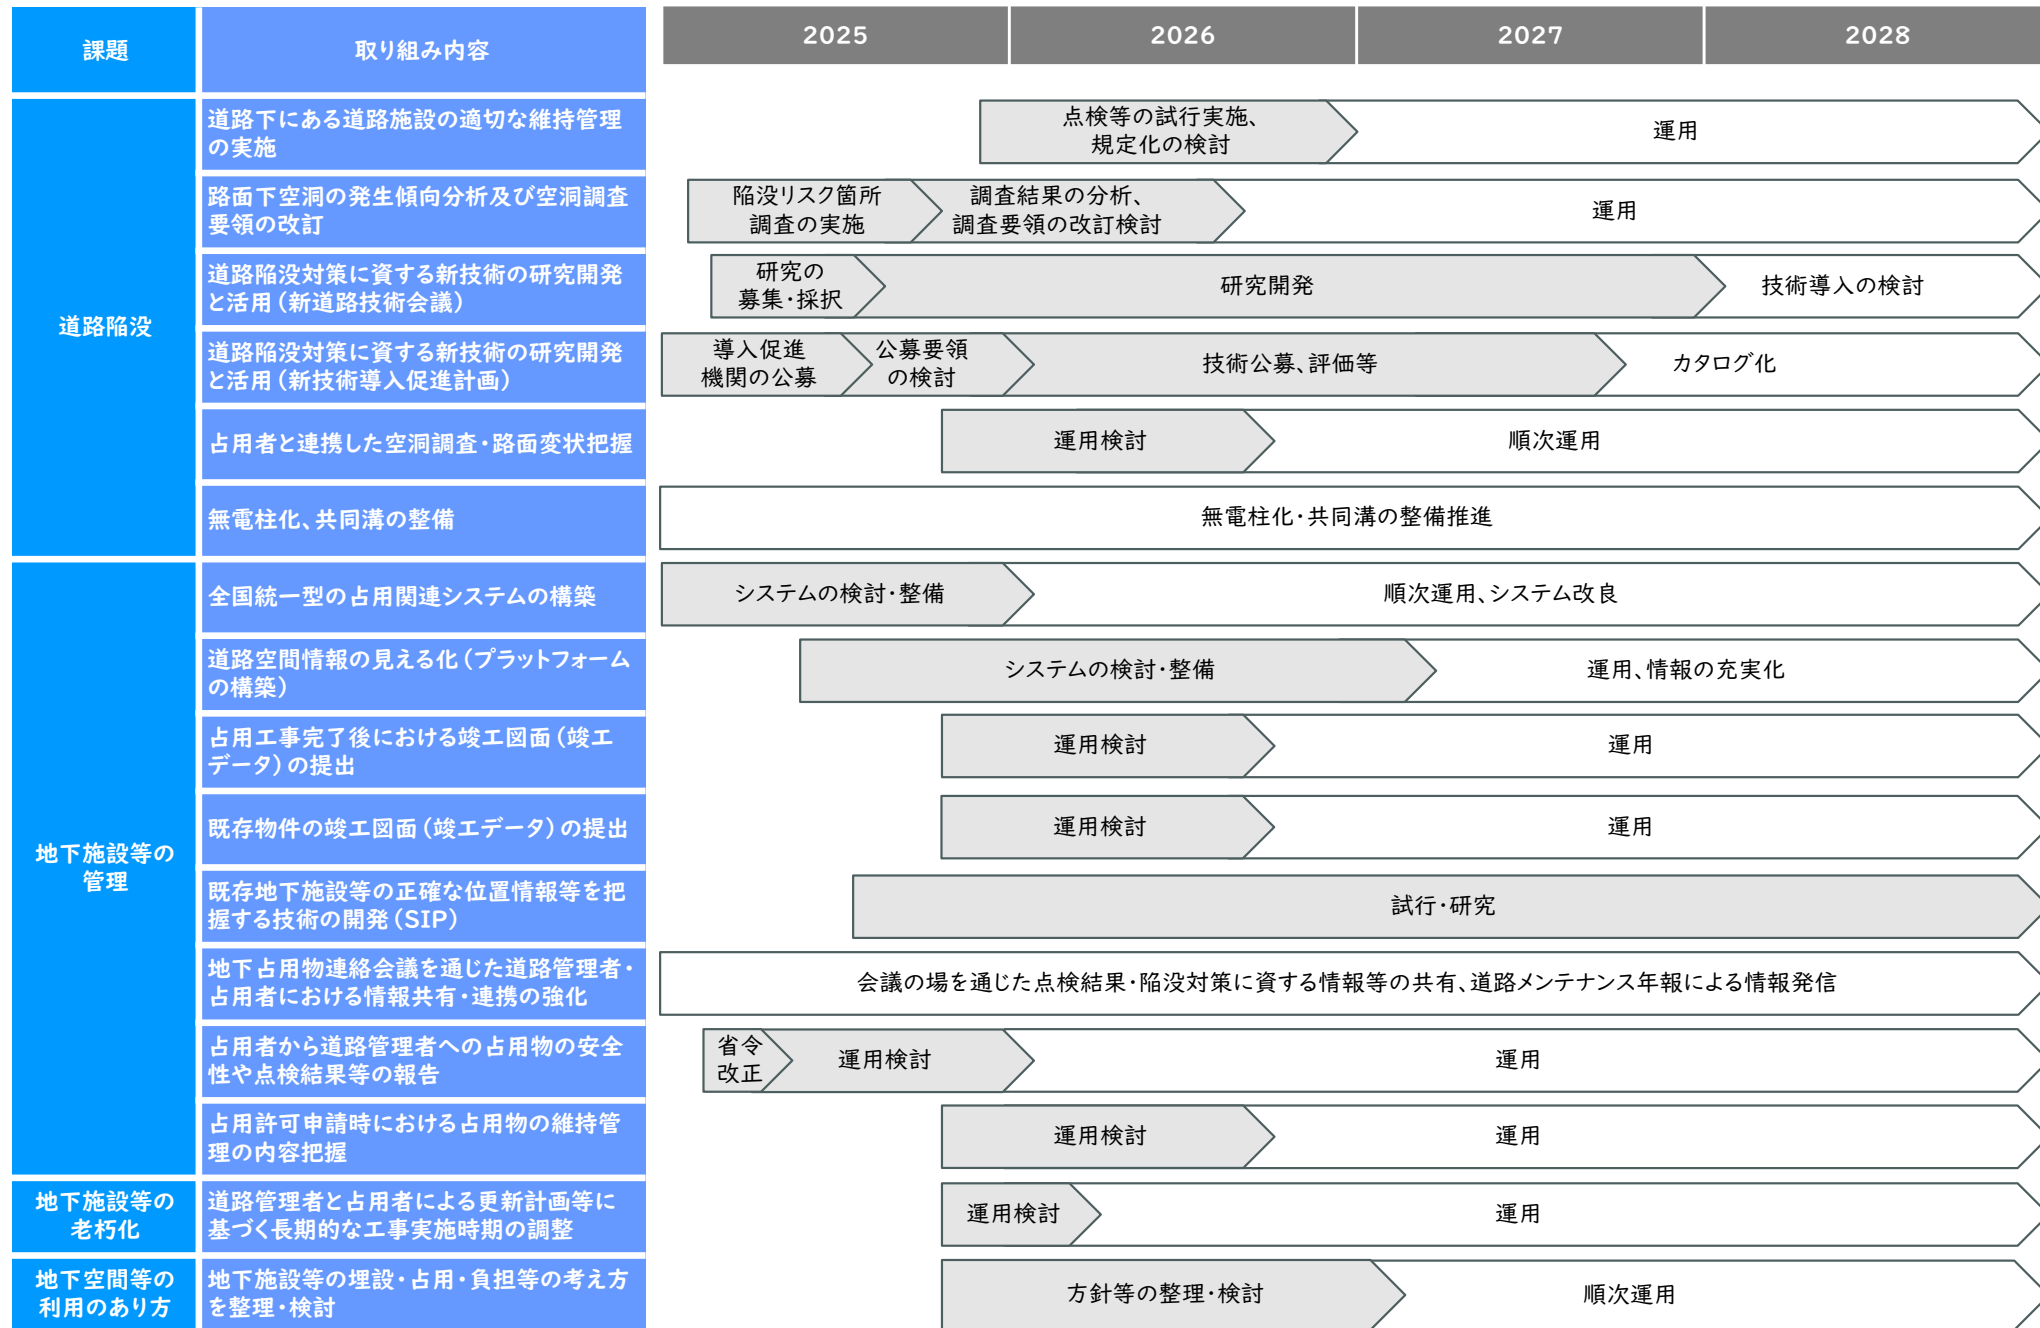 課題
取り組み内容
2025
2026
2027
2028
道路陥没
道路下にある道路施設の適切な維持管理
の実施
点検等の試行実施、
規定化の検討
運用
路面下空洞の発生傾向分析及び空洞調査
要領の改訂
陥没リスク箇所
調査の実施
調査結果の分析、
調査要領の改訂検討
運用
道路陥没対策に資する新技術の研究開発
と活用（新道路技術会議）
研究の
募集・採択
研究開発
技術導入の検討
道路陥没対策に資する新技術の研究開発
と活用（新技術導入促進計画）
導入促進
機関の公募
公募要領
の検討
技術公募、評価等
カタログ化
占用者と連携した空洞調査・路面変状把握
運用検討
順次運用
無電柱化、共同溝の整備
無電柱化・共同溝の整備推進
地下施設等の
管理
全国統一型の占用関連システムの構築
システムの検討・整備
順次運用、システム改良
道路空間情報の見える化（プラットフォーム
の構築）
システムの検討・整備
運用、情報の充実化
占用工事完了後における竣工図面（竣工
データ）の提出
運用検討
運用
既存物件の竣工図面（竣工データ）の提出
運用検討
運用
既存地下施設等の正確な位置情報等を把
握する技術の開発（SIP）
試行・研究
地下占用物連絡会議を通じた道路管理者・
占用者における情報共有・連携の強化
会議の場を通じた点検結果・陥没対策に資する情報等の共有、道路メンテナンス年報による情報発信
占用者から道路管理者への占用物の安全
性や点検結果等の報告
省令
改正
運用検討
運用
占用許可申請時における占用物の維持管
理の内容把握
運用検討
運用
地下施設等の
老朽化
道路管理者と占用者による更新計画等に
基づく長期的な工事実施時期の調整
運用検討
運用
地下空間等の
利用のあり方
地下施設等の埋設・占用・負担等の考え方
を整理・検討
方針等の整理・検討
順次運用